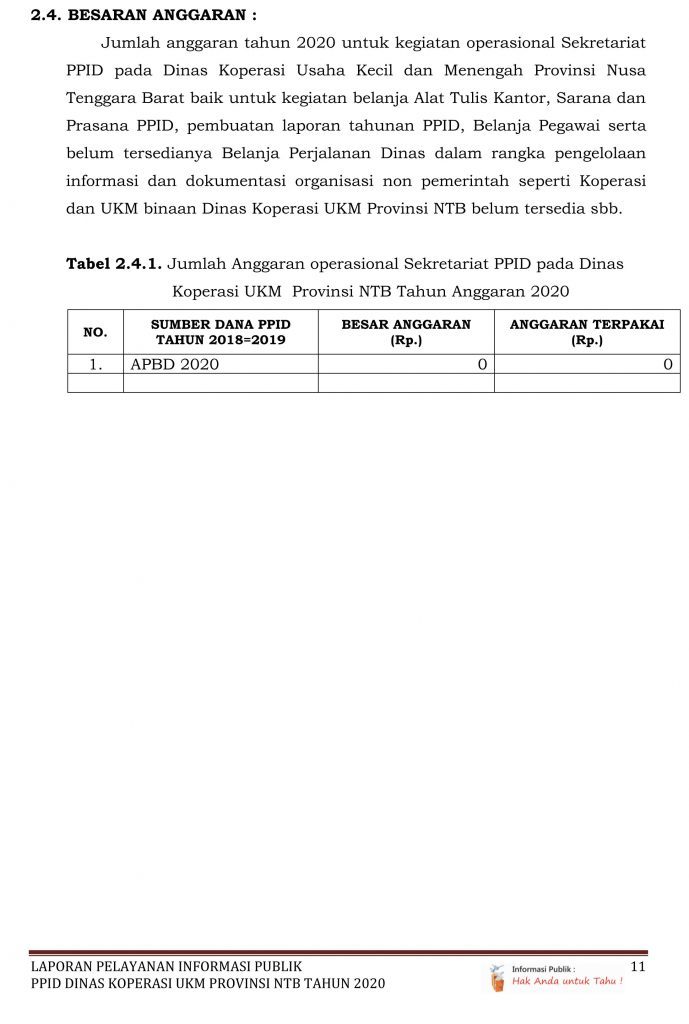 2.4. BESARAN ANGGARAN :
Jumlah anggaran tahun 2020 untuk kegiatan operasional Sekretariat
PPID pada Dinas Koperasi Usaha Kecil dan Menengah Provinsi Nusa
Tenggara Barat baik untuk kegiatan belanja Alat Tulis Kantor, Sarana dan
Prasana PPID, pembuatan laporan tahunan PPID, Belanja Pegawai serta
belum tersedianya Belanja Perjalanan Dinas dalam rangka pengelolaan
informasi dan dokumentasi organisasi non pemerintah seperti Koperasi
dan UKM binaan Dinas Koperasi UKM Provinsi NTB belum tersedia sbb.
Tabel 2.4.1. Jumlah Anggaran operasional Sekretariat PPID pada Dinas
Koperasi UKM Provinsi NTB Tahun Anggaran 2020
NO. SUMBER DANA PPID TAHUN 2018=2019 BESAR ANGGARAN (Rp.) ANGGARAN TERPAKAI (Rp.)
1. APBD 2020 0 0
LAPORAN PELAYANAN INFORMASI PUBLIK
PPID DINAS KOPERASI UKM PROVINSI NTB TAHUN 2020
Informasi Publik :
Hak Anda untuk Tahu !
11